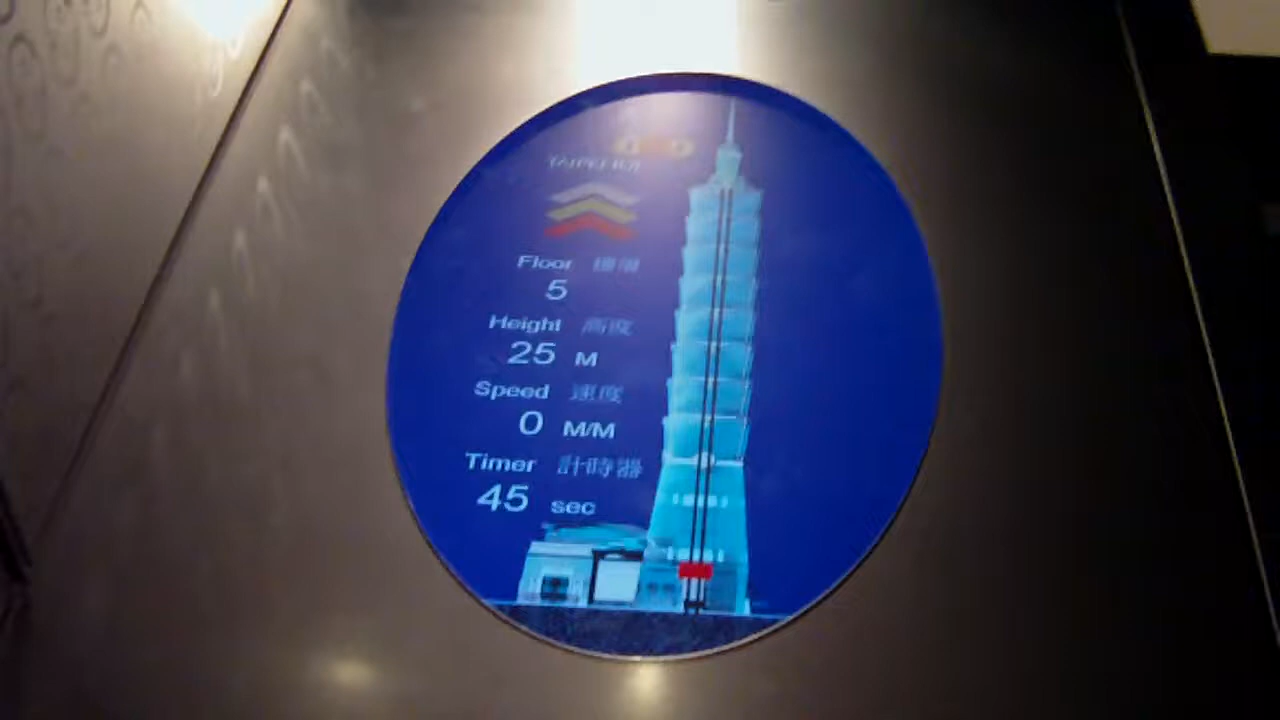 TAIPEI 101
Floor 樓層
5
Height 高度
25 M
Speed 速度
0 M/M
Timer 計時器
45 sec